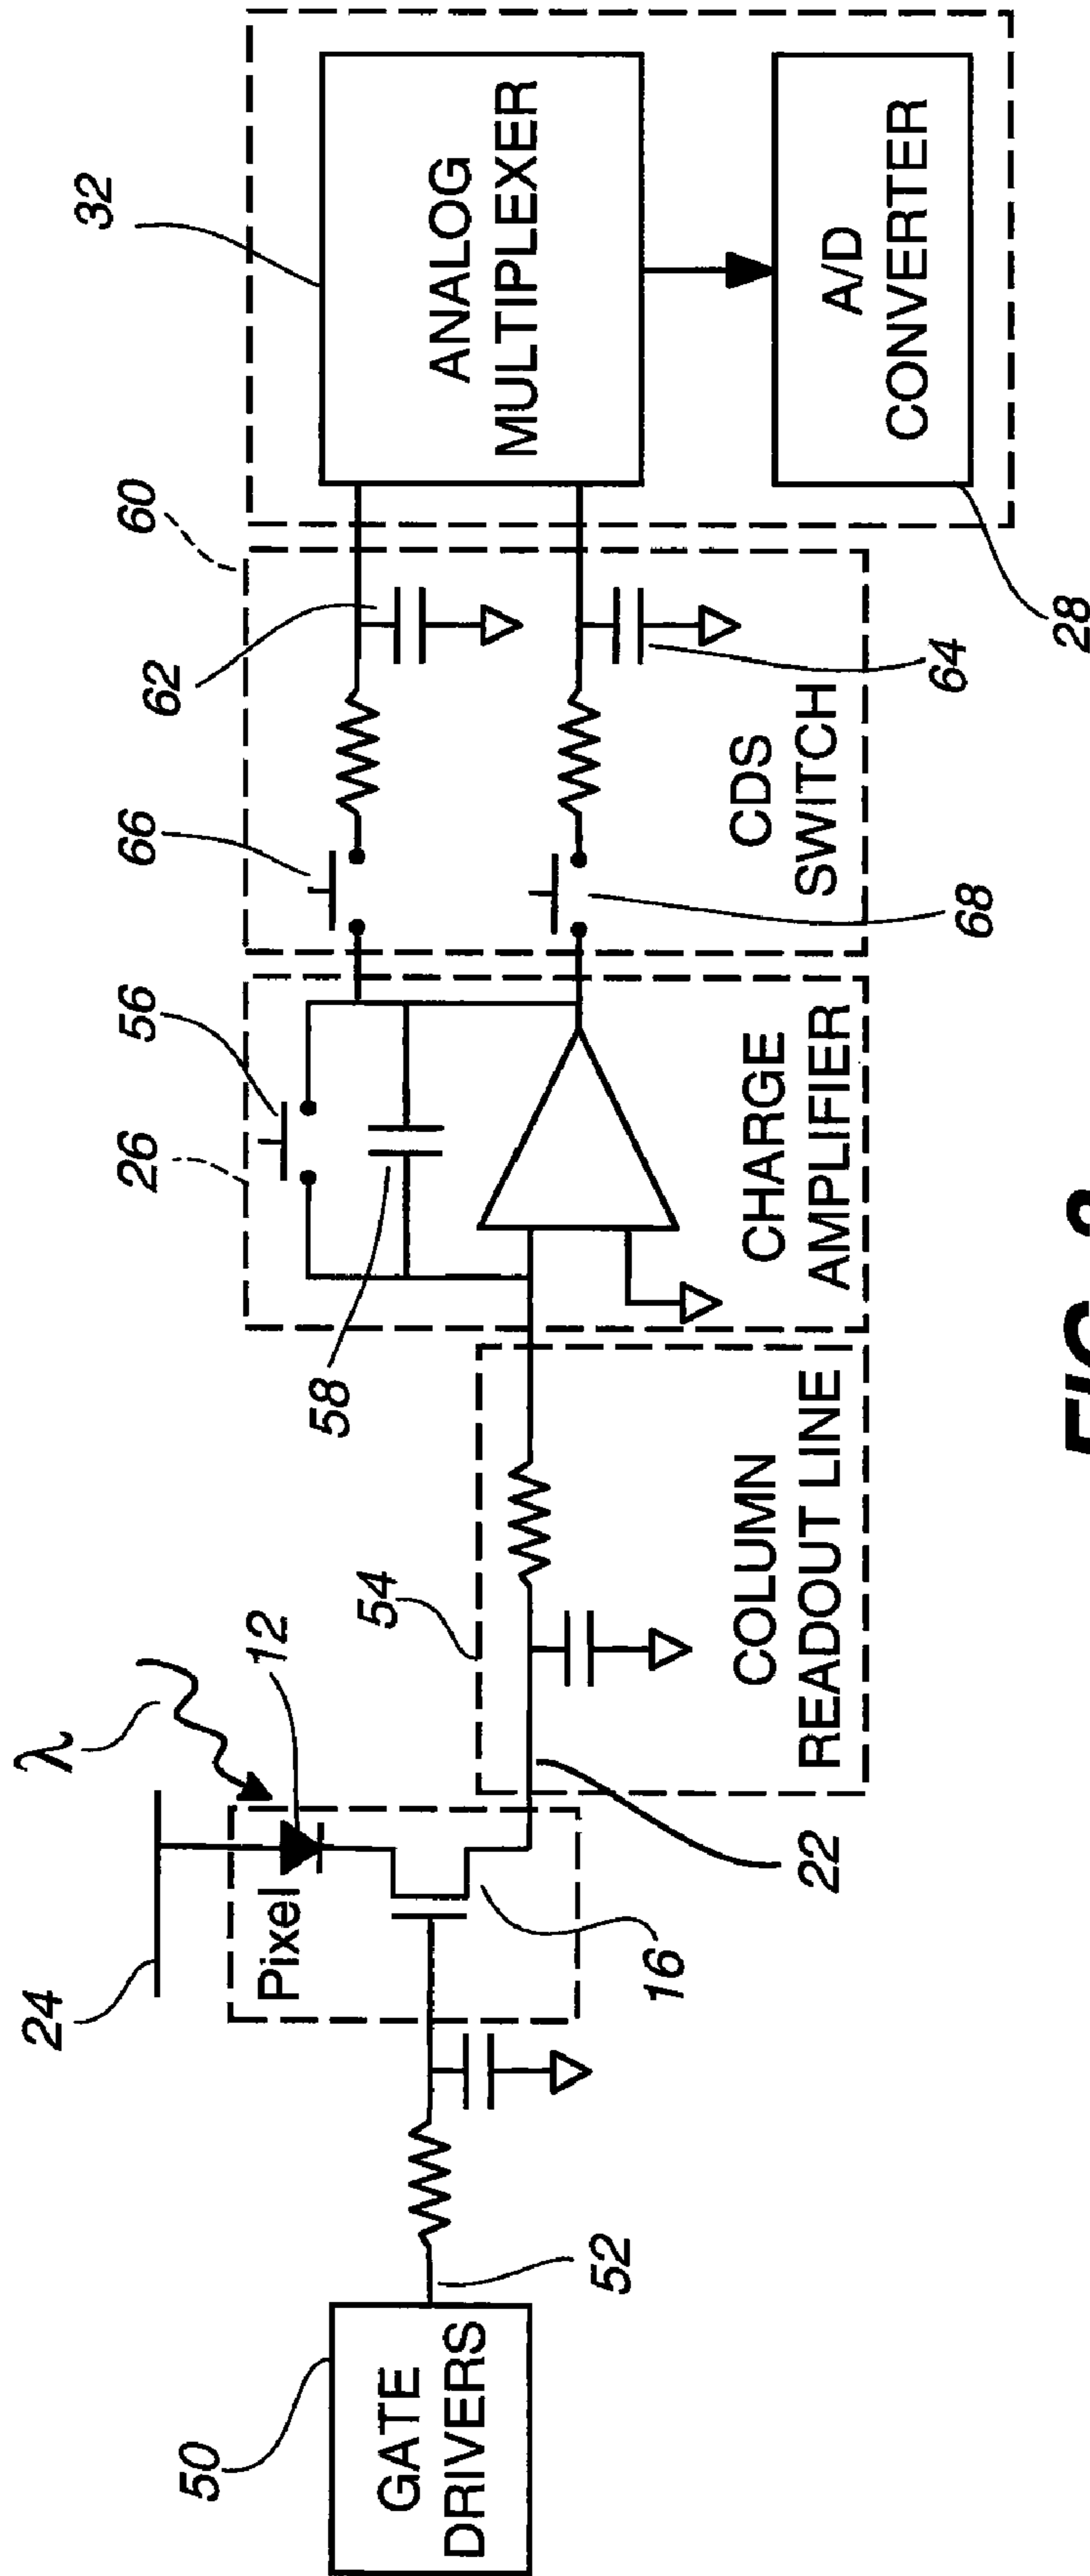 λ
24
12
Pixel
16
50
GATE
DRIVERS
52
22
54
COLUMN
READOUT LINE
26
56
58
CHARGE
AMPLIFIER
60
66
62
68
64
CDS
SWITCH
32
ANALOG
MULTIPLEXER
A/D
CONVERTER
28
FIG.